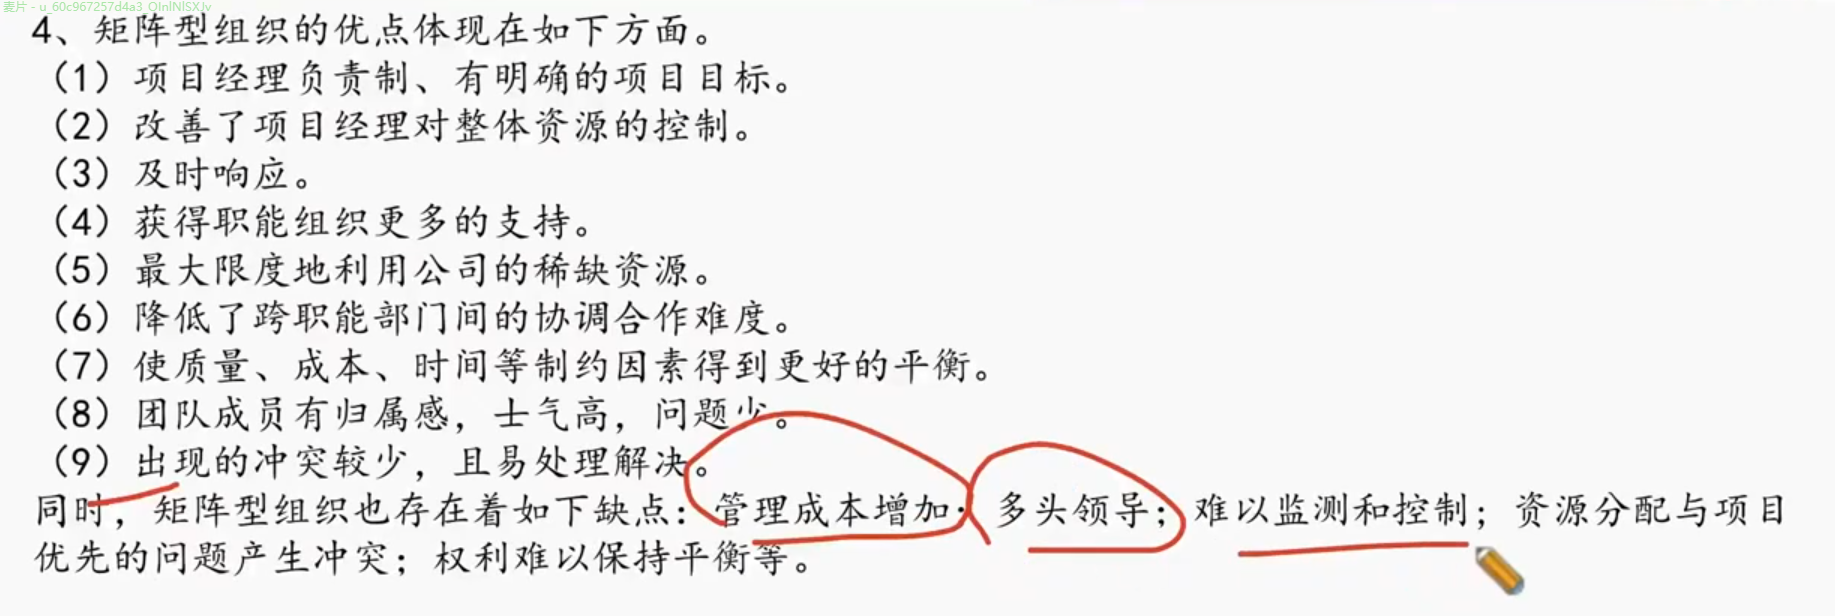 麦片 - u_60c967257d4a3_OInlNlSXJv
4、矩阵型组织的优点体现在如下方面。
（1）项目经理负责制、有明确的项目目标。
（2）改善了项目经理对整体资源的控制。
（3）及时响应。
（4）获得职能组织更多的支持。
（5）最大限度地利用公司的稀缺资源。
（6）降低了跨职能部门间的协调合作难度。
（7）使质量、成本、时间等制约因素得到更好的平衡。
（8）团队成员有归属感，士气高，问题少。
（9）出现的冲突较少，且易处理解决。
同时，矩阵型组织也存在着如下缺点：管理成本增加；多头领导；难以监测和控制；资源分配与项目
优先的问题产生冲突；权利难以保持平衡等。